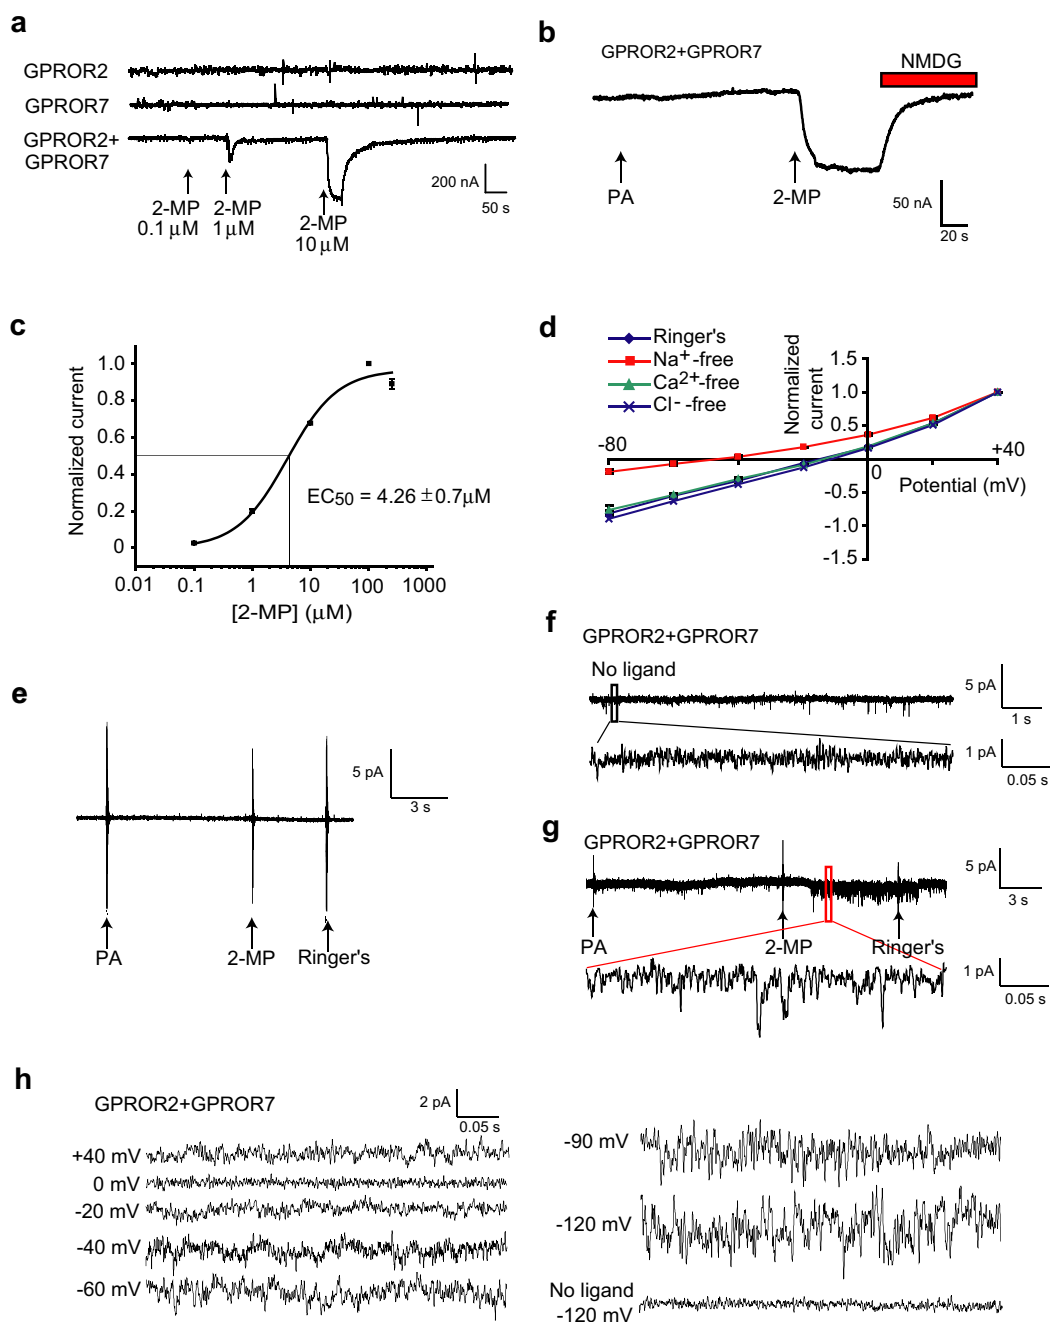 a
GPROR2
GPROR7
GPROR2+
GPROR7
2-MP
0.1 μM
2-MP
1μM
2-MP
10 μM
200 nA
50 s
b
GPROR2+GPROR7
NMDG
PA
2-MP
50 nA
20 s
c
Normalized current
1.0
0.8
0.6
0.4
0.2
0
EC50 = 4.26 ±0.7μM
0.01
0.1
1
10
100
1000
[2-MP] (μM)
d
Ringer's
Na+-free
Ca2+-free
Cl- -free
Normalized
current
1.5
1.0
0.5
-80
+40
0
Potential (mV)
-0.5
-1.0
-1.5
e
5 pA
3 s
PA
2-MP
Ringer's
f
GPROR2+GPROR7
No ligand
5 pA
1 s
1 pA
0.05 s
g
GPROR2+GPROR7
5 pA
3 s
PA
2-MP
Ringer's
1 pA
0.05 s
h
GPROR2+GPROR7
2 pA
0.05 s
+40 mV
0 mV
-20 mV
-40 mV
-60 mV
-90 mV
-120 mV
No ligand
-120 mV